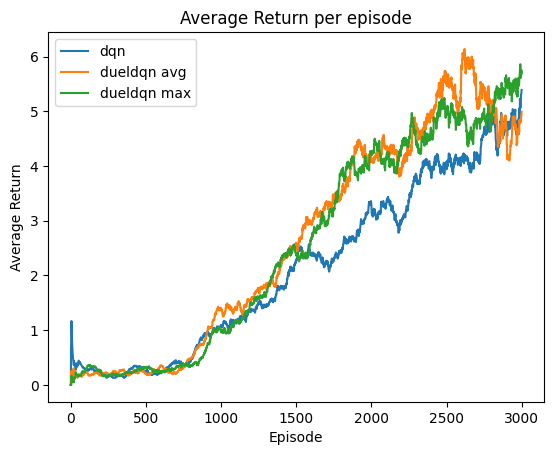 Average Return per episode
dqn
dueldqn avg
dueldqn max
Average Return
6
5
4
3
2
1
0
0 500 1000 1500 2000 2500 3000
Episode